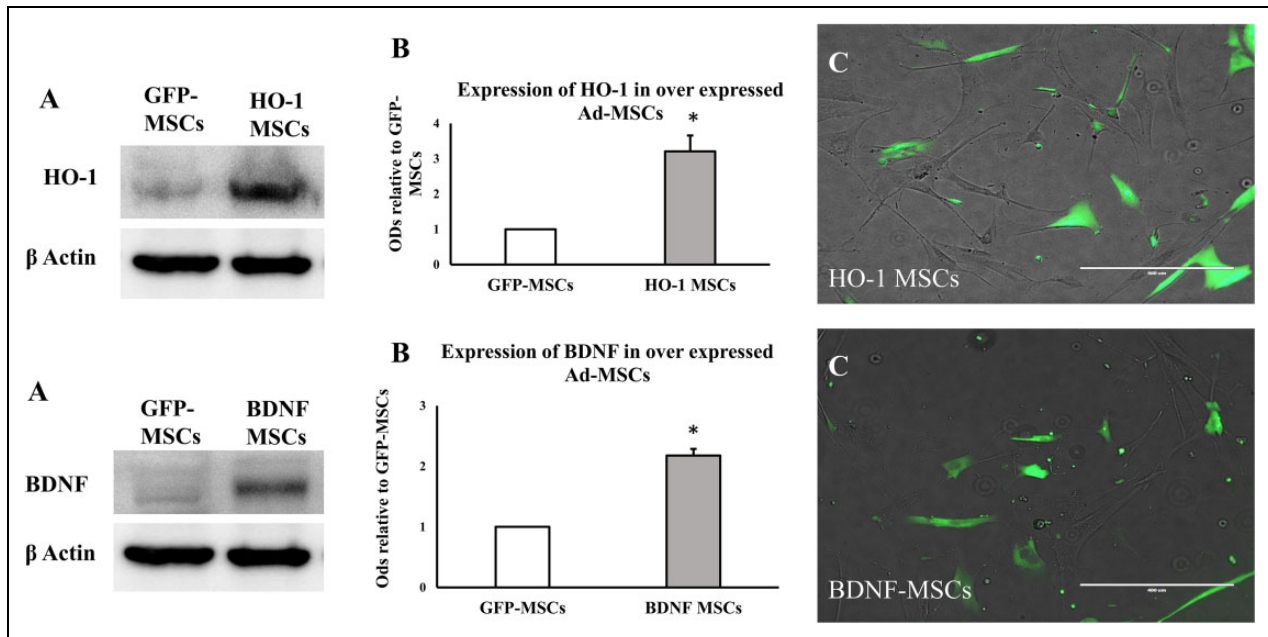 A
GFP-
MSCs
HO-1
MSCs
HO-1
β Actin
B
Expression of HO-1 in over expressed
Ad-MSCs
ODs relative to GFP-
MSCs
4
3
2
1
0
*
GFP-MSCs
HO-1 MSCs
C
HO-1 MSCs
A
GFP-
MSCs
BDNF
MSCs
BDNF
β Actin
B
Expression of BDNF in over expressed
Ad-MSCs
Ods relative to GFP-MSCs
3
2
1
0
*
GFP-MSCs
BDNF MSCs
C
BDNF-MSCs